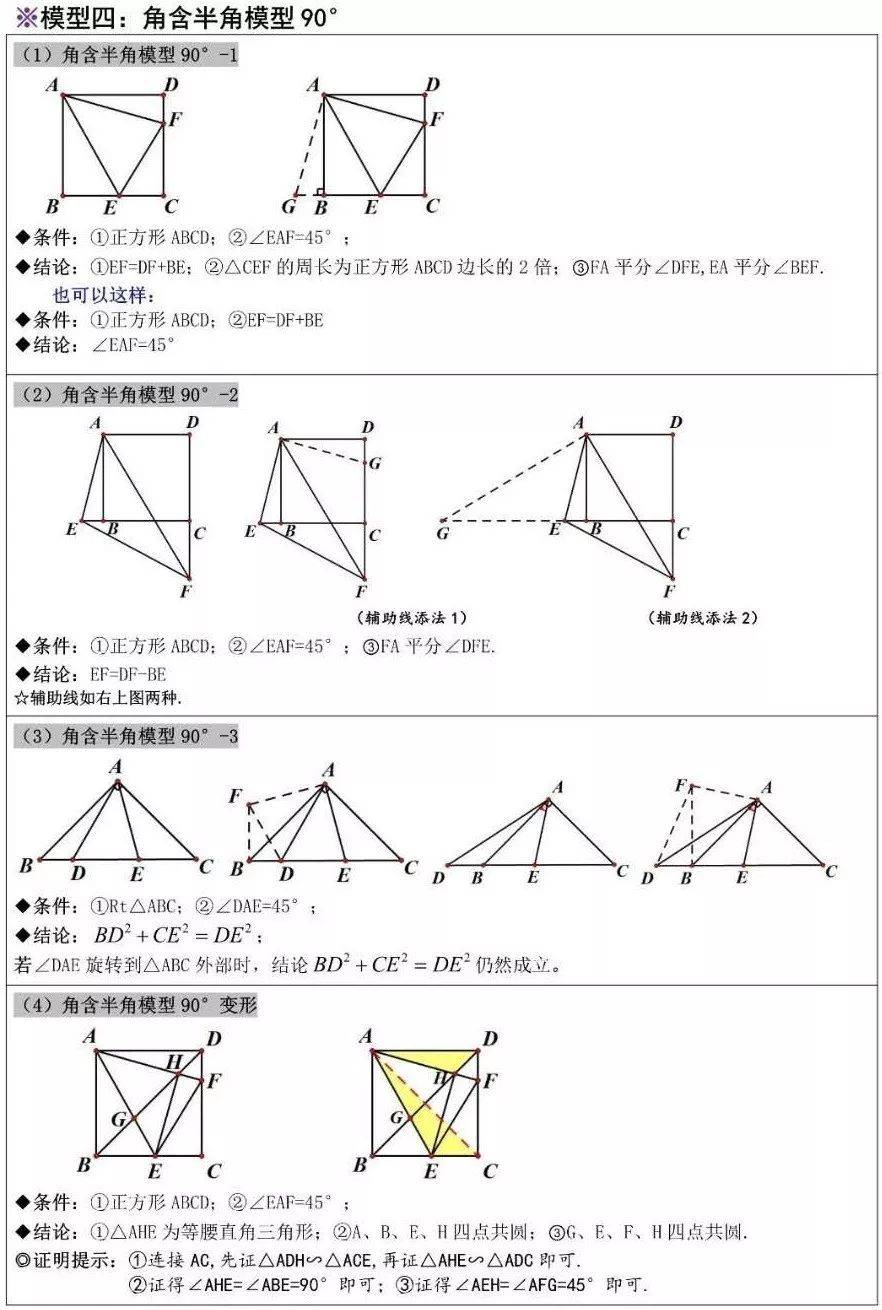 ※模型四：角含半角模型 90°
（1）角含半角模型 90°-1
A D F B E C
A D F G B E C
◆条件：①正方形 ABCD；②∠EAF=45°；
◆结论：①EF=DF+BE；②△CEF 的周长为正方形 ABCD 边长的 2 倍；③FA 平分∠DFE,EA 平分∠BEF.
也可以这样：
◆条件：①正方形 ABCD；②EF=DF+BE
◆结论：∠EAF=45°
（2）角含半角模型 90°-2
A D E B C F
A D G E B C F
A D G E B C F
（辅助线添法 1） （辅助线添法 2）
◆条件：①正方形 ABCD；②∠EAF=45°；③FA 平分∠DFE.
◆结论：EF=DF-BE
☆辅助线如右上图两种.
（3）角含半角模型 90°-3
A B D E C
A F B D E C
A D B E C
F A D B E C
◆条件：①Rt△ABC；②∠DAE=45°；
◆结论：BD²+CE²=DE²；
若∠DAE 旋转到△ABC 外部时，结论 BD²+CE²=DE² 仍然成立。
（4）角含半角模型 90°变形
A D H F G B E C
A D H F G B E C
◆条件：①正方形 ABCD；②∠EAF=45°；
◆结论：①△AHE 为等腰直角三角形；②A、B、E、H 四点共圆；③G、E、F、H 四点共圆.
◎证明提示：①连接 AC,先证△ADH∽△ACE,再证△AHE∽△ADC 即可.
②证得∠AHE=∠ABE=90°即可；③证得∠AEH=∠AFG=45°即可.